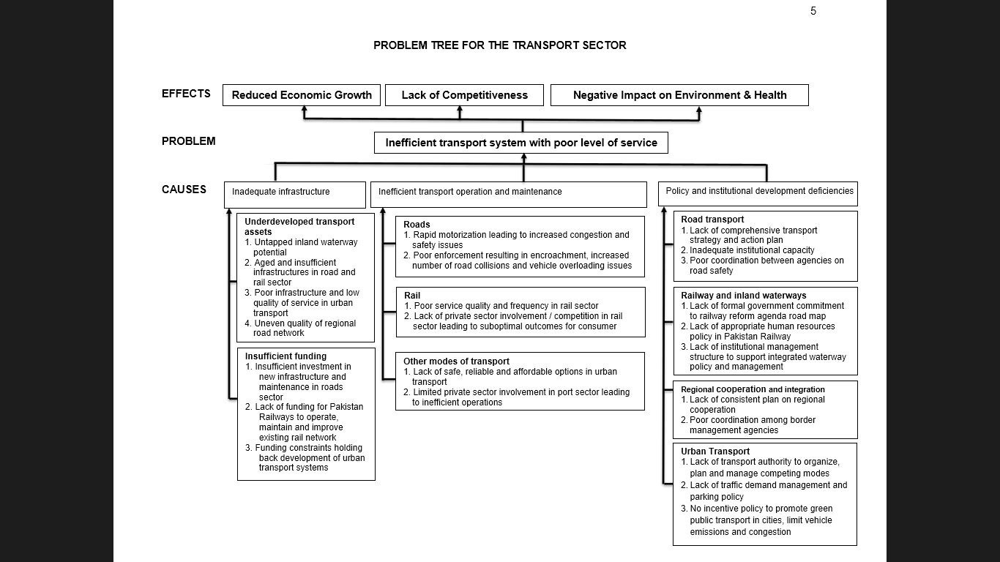 5
PROBLEM TREE FOR THE TRANSPORT SECTOR
EFFECTS
Reduced Economic Growth
Lack of Competitiveness
Negative Impact on Environment & Health
PROBLEM
Inefficient transport system with poor level of service
CAUSES
Inadequate infrastructure
Inefficient transport operation and maintenance
Policy and institutional development deficiencies
Underdeveloped transport
assets
1. Untapped inland waterway
potential
2. Aged and insufficient
infrastructures in road and
rail sector
3. Poor infrastructure and low
quality of service in urban
transport
4. Uneven quality of regional
road network
Insufficient funding
1. Insufficient investment in
new infrastructure and
maintenance in roads
sector
2. Lack of funding for Pakistan
Railways to operate,
maintain and improve
existing rail network
3. Funding constraints holding
back development of urban
transport systems
Roads
1. Rapid motorization leading to increased congestion and
safety issues
2. Poor enforcement resulting in encroachment, increased
number of road collisions and vehicle overloading issues
Rail
1. Poor service quality and frequency in rail sector
2. Lack of private sector involvement / competition in rail
sector leading to suboptimal outcomes for consumer
Other modes of transport
1. Lack of safe, reliable and affordable options in urban
transport
2. Limited private sector involvement in port sector leading
to inefficient operations
Road transport
1. Lack of comprehensive transport
strategy and action plan
2. Inadequate institutional capacity
3. Poor coordination between agencies on
road safety
Railway and inland waterways
1. Lack of formal government commitment
to railway reform agenda road map
2. Lack of appropriate human resources
policy in Pakistan Railway
3. Lack of institutional management
structure to support integrated waterway
policy and management
Regional cooperation and integration
1. Lack of consistent plan on regional
cooperation
2. Poor coordination among border
management agencies
Urban Transport
1. Lack of transport authority to organize,
plan and manage competing modes
2. Lack of traffic demand management and
parking policy
3. No incentive policy to promote green
public transport in cities, limit vehicle
emissions and congestion